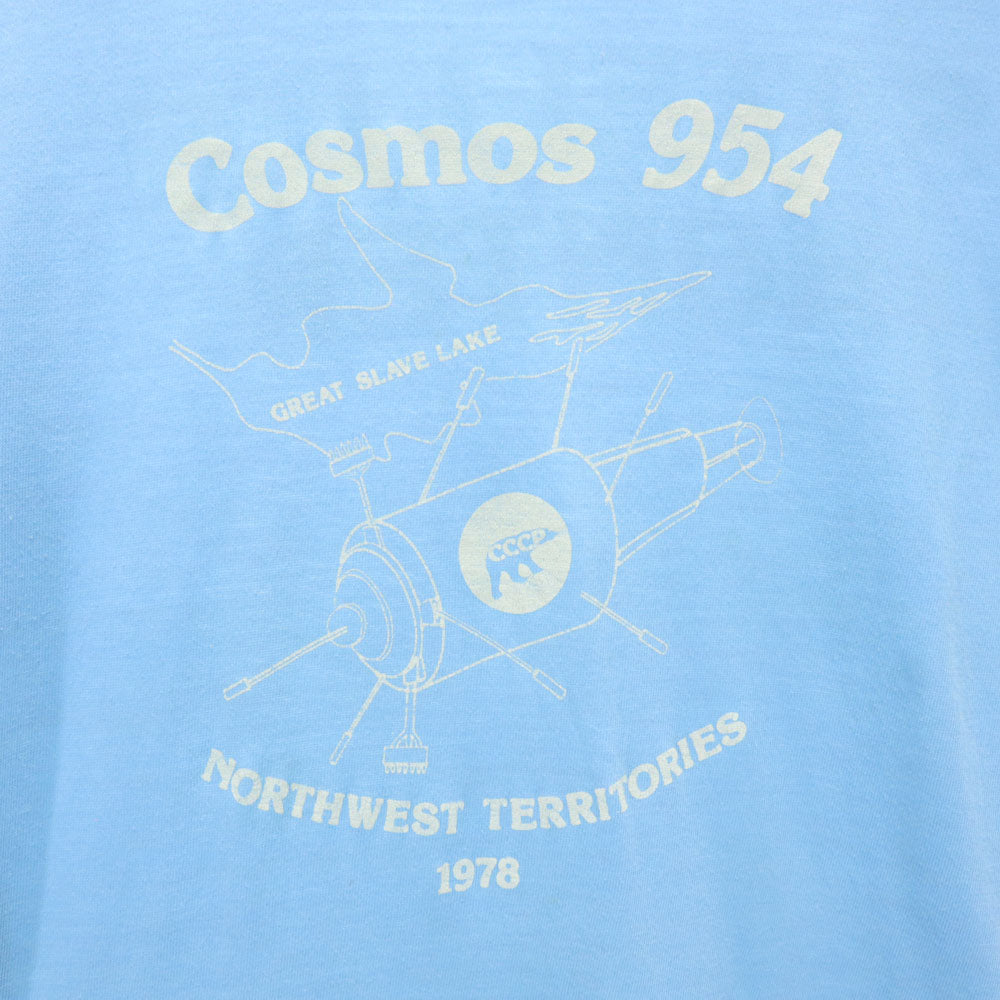 Cosmos 954
GREAT SLAVE LAKE
CCCP
NORTHWEST TERRITORIES
1978